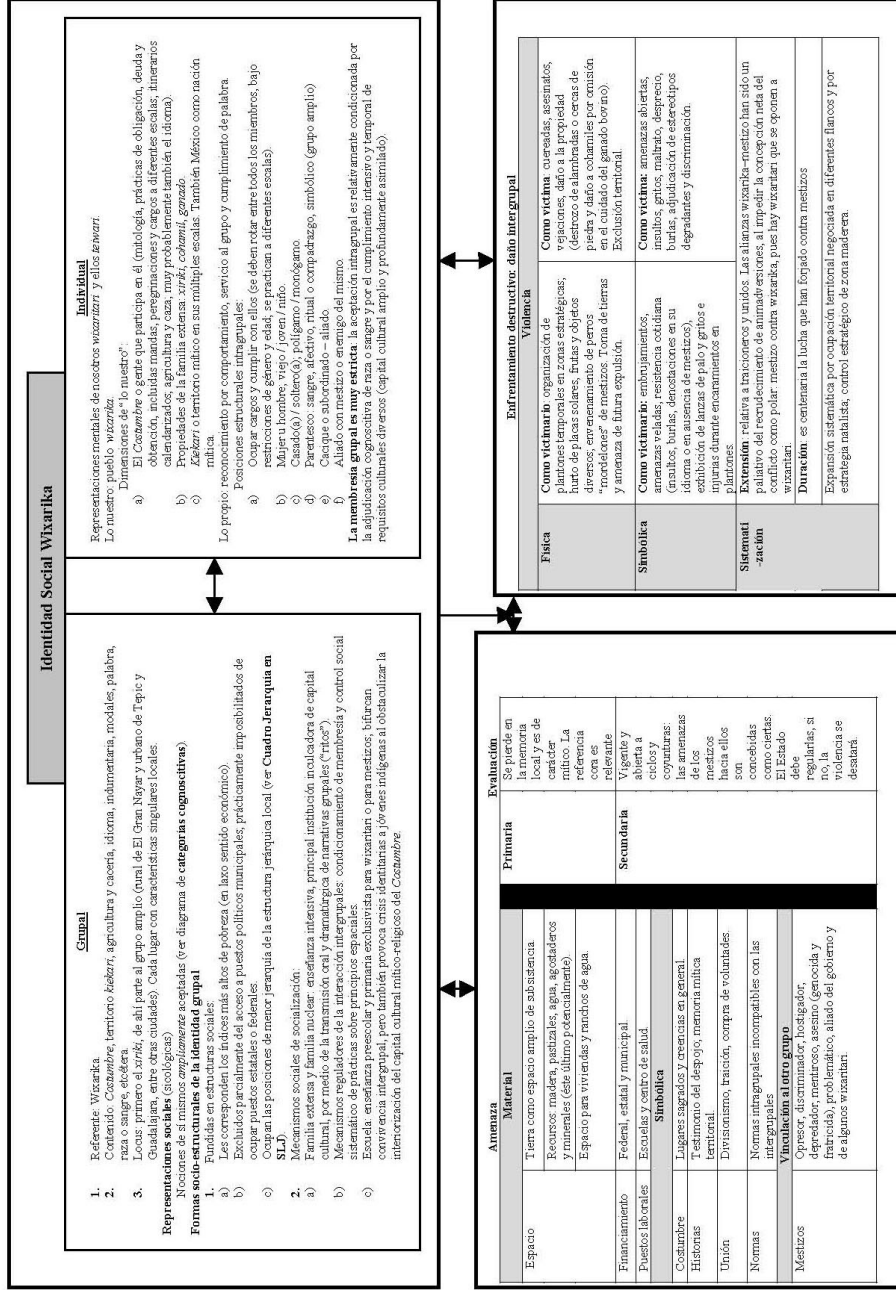 Identidad Social Wixarika
Grupal
1. Referente: Wixarika.
2. Contenido: Costumbre, territorio kiekari, agricultura y cacería, idioma, indumentaria, modales, palabra,
raza o sangre, etcétera.
3. Locus: primero el xiriki, de ahí parte al grupo amplio (rural de El Gran Nayar y urbano de Tepic y
Guadalajara, entre otras ciudades). Cada lugar con características singulares locales.
Representaciones sociales (sicológicas)
Nociones de sí mismos ampliamente aceptadas (ver diagrama de categorías cognoscitivas).
Formas socio-estructurales de la identidad grupal
1. Fundidas en estructuras sociales:
a) Les corresponden los índices más altos de pobreza (en laxo sentido económico).
b) Excluidos parcialmente del acceso a puestos políticos municipales; prácticamente imposibilitados de
ocupar puestos estatales o federales.
c) Ocupan las posiciones de menor jerarquía de la estructura jerárquica local (ver Cuadro Jerarquía en
SLJ).
2. Mecanismos sociales de socialización:
a) Familia extensa y familia nuclear: enseñanza intensiva, principal institución inculcadora de capital
cultural, por medio de la transmisión oral y dramatúrgica de narrativas grupales (“ritos”).
b) Mecanismos reguladores de la interacción intergrupales: condicionamiento de membresía y control social
sistemático de prácticas sobre principios espaciales.
c) Escuela: enseñanza preescolar y primaria exclusivista para wixaritari o para mestizos; bifurcan
convivencia intergrupal, pero también provoca crisis identitarias a jóvenes indígenas al obstaculizar la
interiorización del capital cultural mítico-religioso del Costumbre.
Individual
Representaciones mentales de nosotros wixaritari y ellos teiwari.
Lo nuestro: pueblo wixarika.
Dimensiones de “lo nuestro”:
a) El Costumbre o gente que participa en él (mitología, prácticas de obligación, deuda y
obtención, incluidas mandas, peregrinaciones y cargos a diferentes escalas; itinerarios
calendarizados, agricultura y caza, muy probablemente también el idioma).
b) Propiedades de la familia extensa: xiriki, cohamil, ganado.
c) Kiekari o territorio mítico en sus múltiples escalas. También México como nación
mítica.
Lo propio: reconocimiento por comportamiento, servicio al grupo y cumplimiento de palabra.
Posiciones estructurales intragrupales:
a) Ocupar cargos y cumplir con ellos (se deben rotar entre todos los miembros, bajo
restricciones de género y edad; se practican a diferentes escalas).
b) Mujer u hombre, viejo / joven / niño.
c) Casado(a) / soltero(a); polígamo / monógamo.
d) Parentesco: sangre, afectivo, ritual o compadrazgo, simbólico (grupo amplio)
e) Cacique o subordinado – aliado.
f) Aliado con mestizo o enemigo del mismo.
La membresía grupal es muy estricta: la aceptación intragrupal es relativamente condicionada por
la adjudicación cognoscitiva de raza o sangre y por el cumplimiento intensivo y temporal de
requisitos culturales diversos (capital cultural amplio y profundamente asimilado).
Amenaza
Material
Espacio
Tierra como espacio amplio de subsistencia
Recursos: madera, pastizales, agua, agostaderos
y minerales (éste último potencialmente).
Espacio para viviendas y ranchos de agua.
Financiamiento
Federal, estatal y municipal.
Puestos laborales
Escuelas y centro de salud.
Simbólica
Costumbre
Lugares sagrados y creencias en general.
Historias
Testimonio del despojo, memoria mítica
territorial.
Unión
Divisionismo, traición, compra de voluntades.
Normas
Normas intragrupales incompatibles con las
intergrupales
Vinculación al otro grupo
Mestizos
Opresor, discriminador, hostigador,
depredador, mentiroso, asesino (genocida y
fratricida), problemático, aliado del gobierno y
de algunos wixaritari.
Evaluación
Primaria
Se pierde en
la memoria
local y es de
carácter
mítico. La
referencia
cora es
relevante
Secundaria
Vigente y
abierta a
ciclos y
coyunturas:
las amenazas
de los
mestizos
hacia ellos
son
concebidas
como ciertas.
El Estado
debe
regularlas, si
no, la
violencia se
desatará.
Enfrentamiento destructivo: daño intergrupal
Violencia
Física
Como victimario: organización de
plantones temporales en zonas estratégicas;
hurto de placas solares, frutas y objetos
diversos, envenenamiento de perros
“mordelones” de mestizos. Toma de tierras
y amenaza de futura expulsión.
Como víctima: cuereadas, asesinatos,
vejaciones, daño a la propiedad
(destrozo de alambradas o cercas de
piedra y daño a cohamiles por omisión
en el cuidado del ganado bovino).
Exclusión territorial.
Simbólica
Como victimario: embrujamientos,
amenazas veladas, resistencia cotidiana
(insultos, burlas, denostaciones en su
idioma o en ausencia de mestizos),
exhibición de lanzas de palo y gritos e
injurias durante encaramientos en
plantones.
Como víctima: amenazas abiertas,
insultos, gritos, maltrato, desprecio,
burlas, adjudicación de estereotipos
degradantes y discriminación.
Sistemati
-zación
Extensión: relativa a traicioneros y unidos. Las alianzas wixarika–mestizo han sido un
paliativo del recrudecimiento de animadversiones, al impedir la concepción neta del
conflicto como polar: mestizo contra wixarika, pues hay wixaritari que se oponen a
wixaritari.
Duración: es centenaria la lucha que han forjado contra mestizos
Expansión sistemática por ocupación territorial negociada en diferentes flancos y por
estrategia natalista, control estratégico de zona maderera.